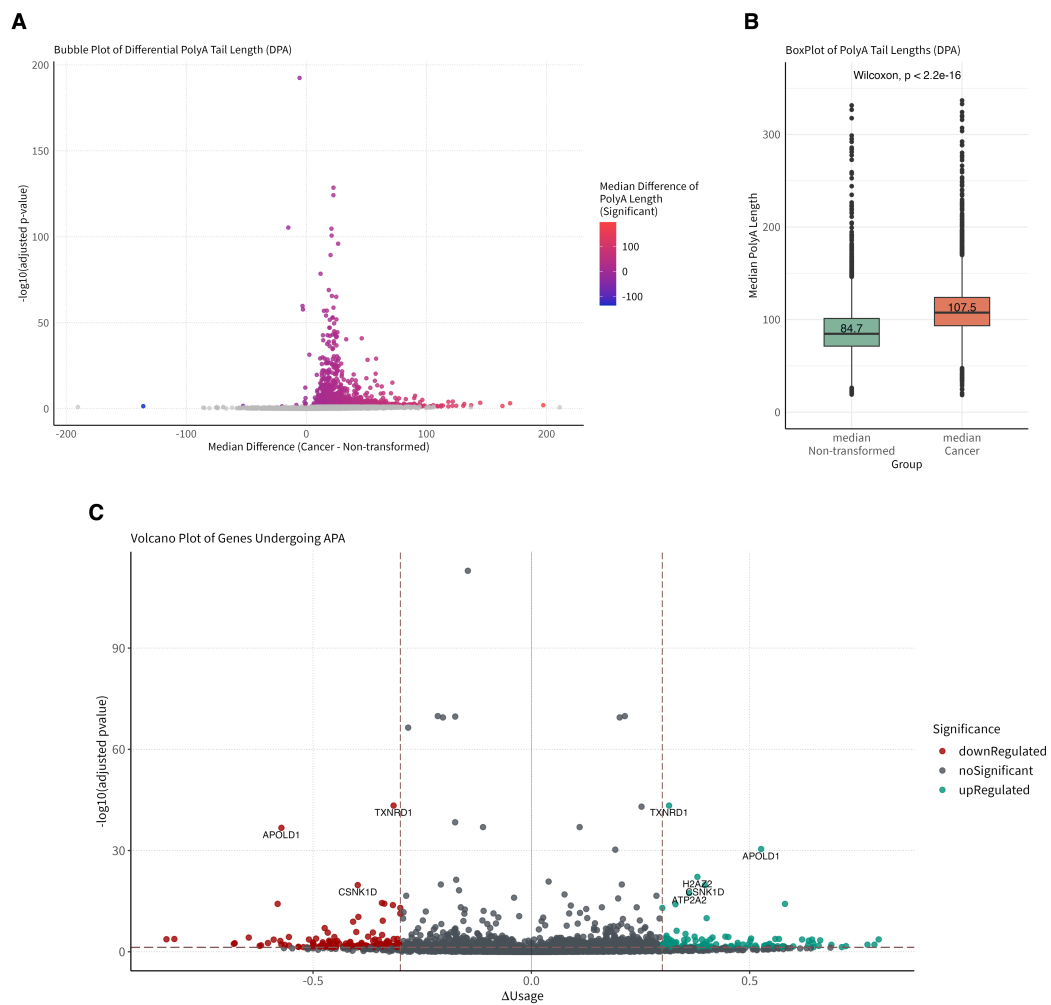 A
Bubble Plot of Differential PolyA Tail Length (DPA)
200
150
100
50
0
-log10(adjusted p-value)
-200 -100 0 100 200
Median Difference (Cancer - Non-transformed)
Median Difference of
PolyA Length
(Significant)
100
0
-100
B
BoxPlot of PolyA Tail Lengths (DPA)
Wilcoxon, p < 2.2e-16
300
200
100
0
Median PolyA Length
84.7
107.5
median
Non-transformed
median
Cancer
Group
C
Volcano Plot of Genes Undergoing APA
90
60
30
0
-log10(adjusted pvalue)
TXNRD1
APOLD1
CSNK1D
TXNRD1
APOLD1
H2AZ2
CSNK1D
ATP2A2
-0.5 0.0 0.5
ΔUsage
Significance
downRegulated
noSignificant
upRegulated